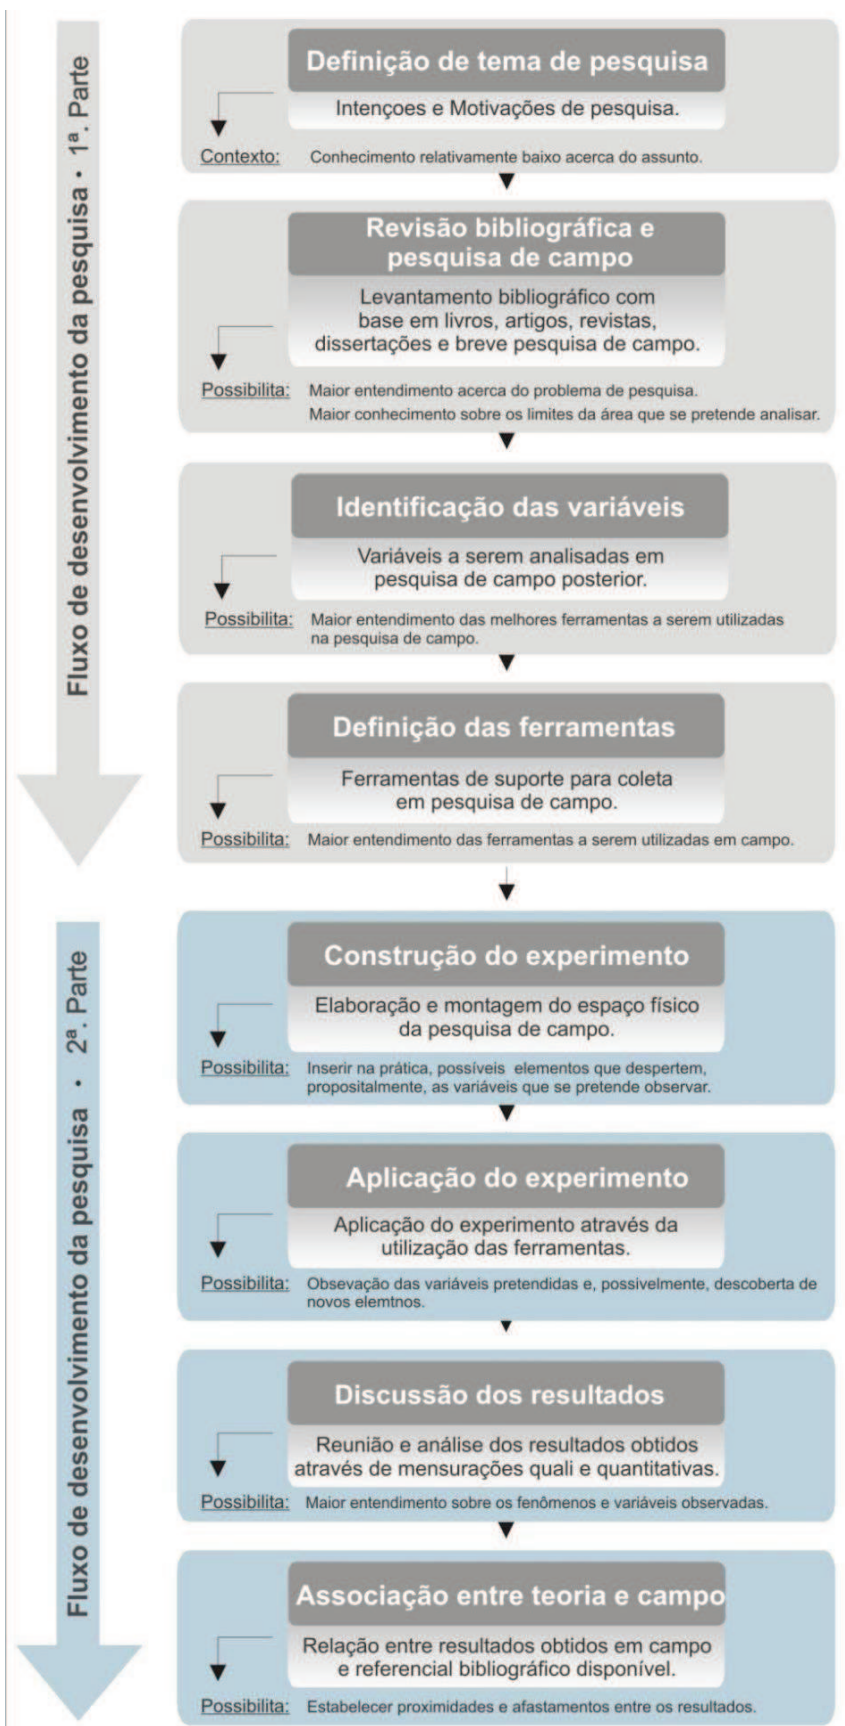 Fluxo de desenvolvimento da pesquisa • 1ª. Parte
Definição de tema de pesquisa
Intençoes e Motivações de pesquisa.
Contexto: Conhecimento relativamente baixo acerca do assunto.
Revisão bibliográfica e
pesquisa de campo
Levantamento bibliográfico com
base em livros, artigos, revistas,
dissertações e breve pesquisa de campo.
Possibilita: Maior entendimento acerca do problema de pesquisa.
Maior conhecimento sobre os limites da área que se pretende analisar.
Identificação das variáveis
Variáveis a serem analisadas em
pesquisa de campo posterior.
Possibilita: Maior entendimento das melhores ferramentas a serem utilizadas
na pesquisa de campo.
Definição das ferramentas
Ferramentas de suporte para coleta
em pesquisa de campo.
Possibilita: Maior entendimento das ferramentas a serem utilizadas em campo.
Fluxo de desenvolvimento da pesquisa • 2ª. Parte
Construção do experimento
Elaboração e montagem do espaço físico
da pesquisa de campo.
Possibilita: Inserir na prática, possíveis elementos que despertem,
propositalmente, as variáveis que se pretende observar.
Aplicação do experimento
Aplicação do experimento através da
utilização das ferramentas.
Possibilita: Obsevação das variáveis pretendidas e, possivelmente, descoberta de
novos elemtnos.
Discussão dos resultados
Reunião e análise dos resultados obtidos
através de mensurações quali e quantitativas.
Possibilita: Maior entendimento sobre os fenômenos e variáveis observadas.
Associação entre teoria e campo
Relação entre resultados obtidos em campo
e referencial bibliográfico disponível.
Possibilita: Estabelecer proximidades e afastamentos entre os resultados.